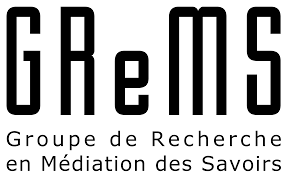 GReMS
Groupe de Recherche
en Médiation des Savoirs